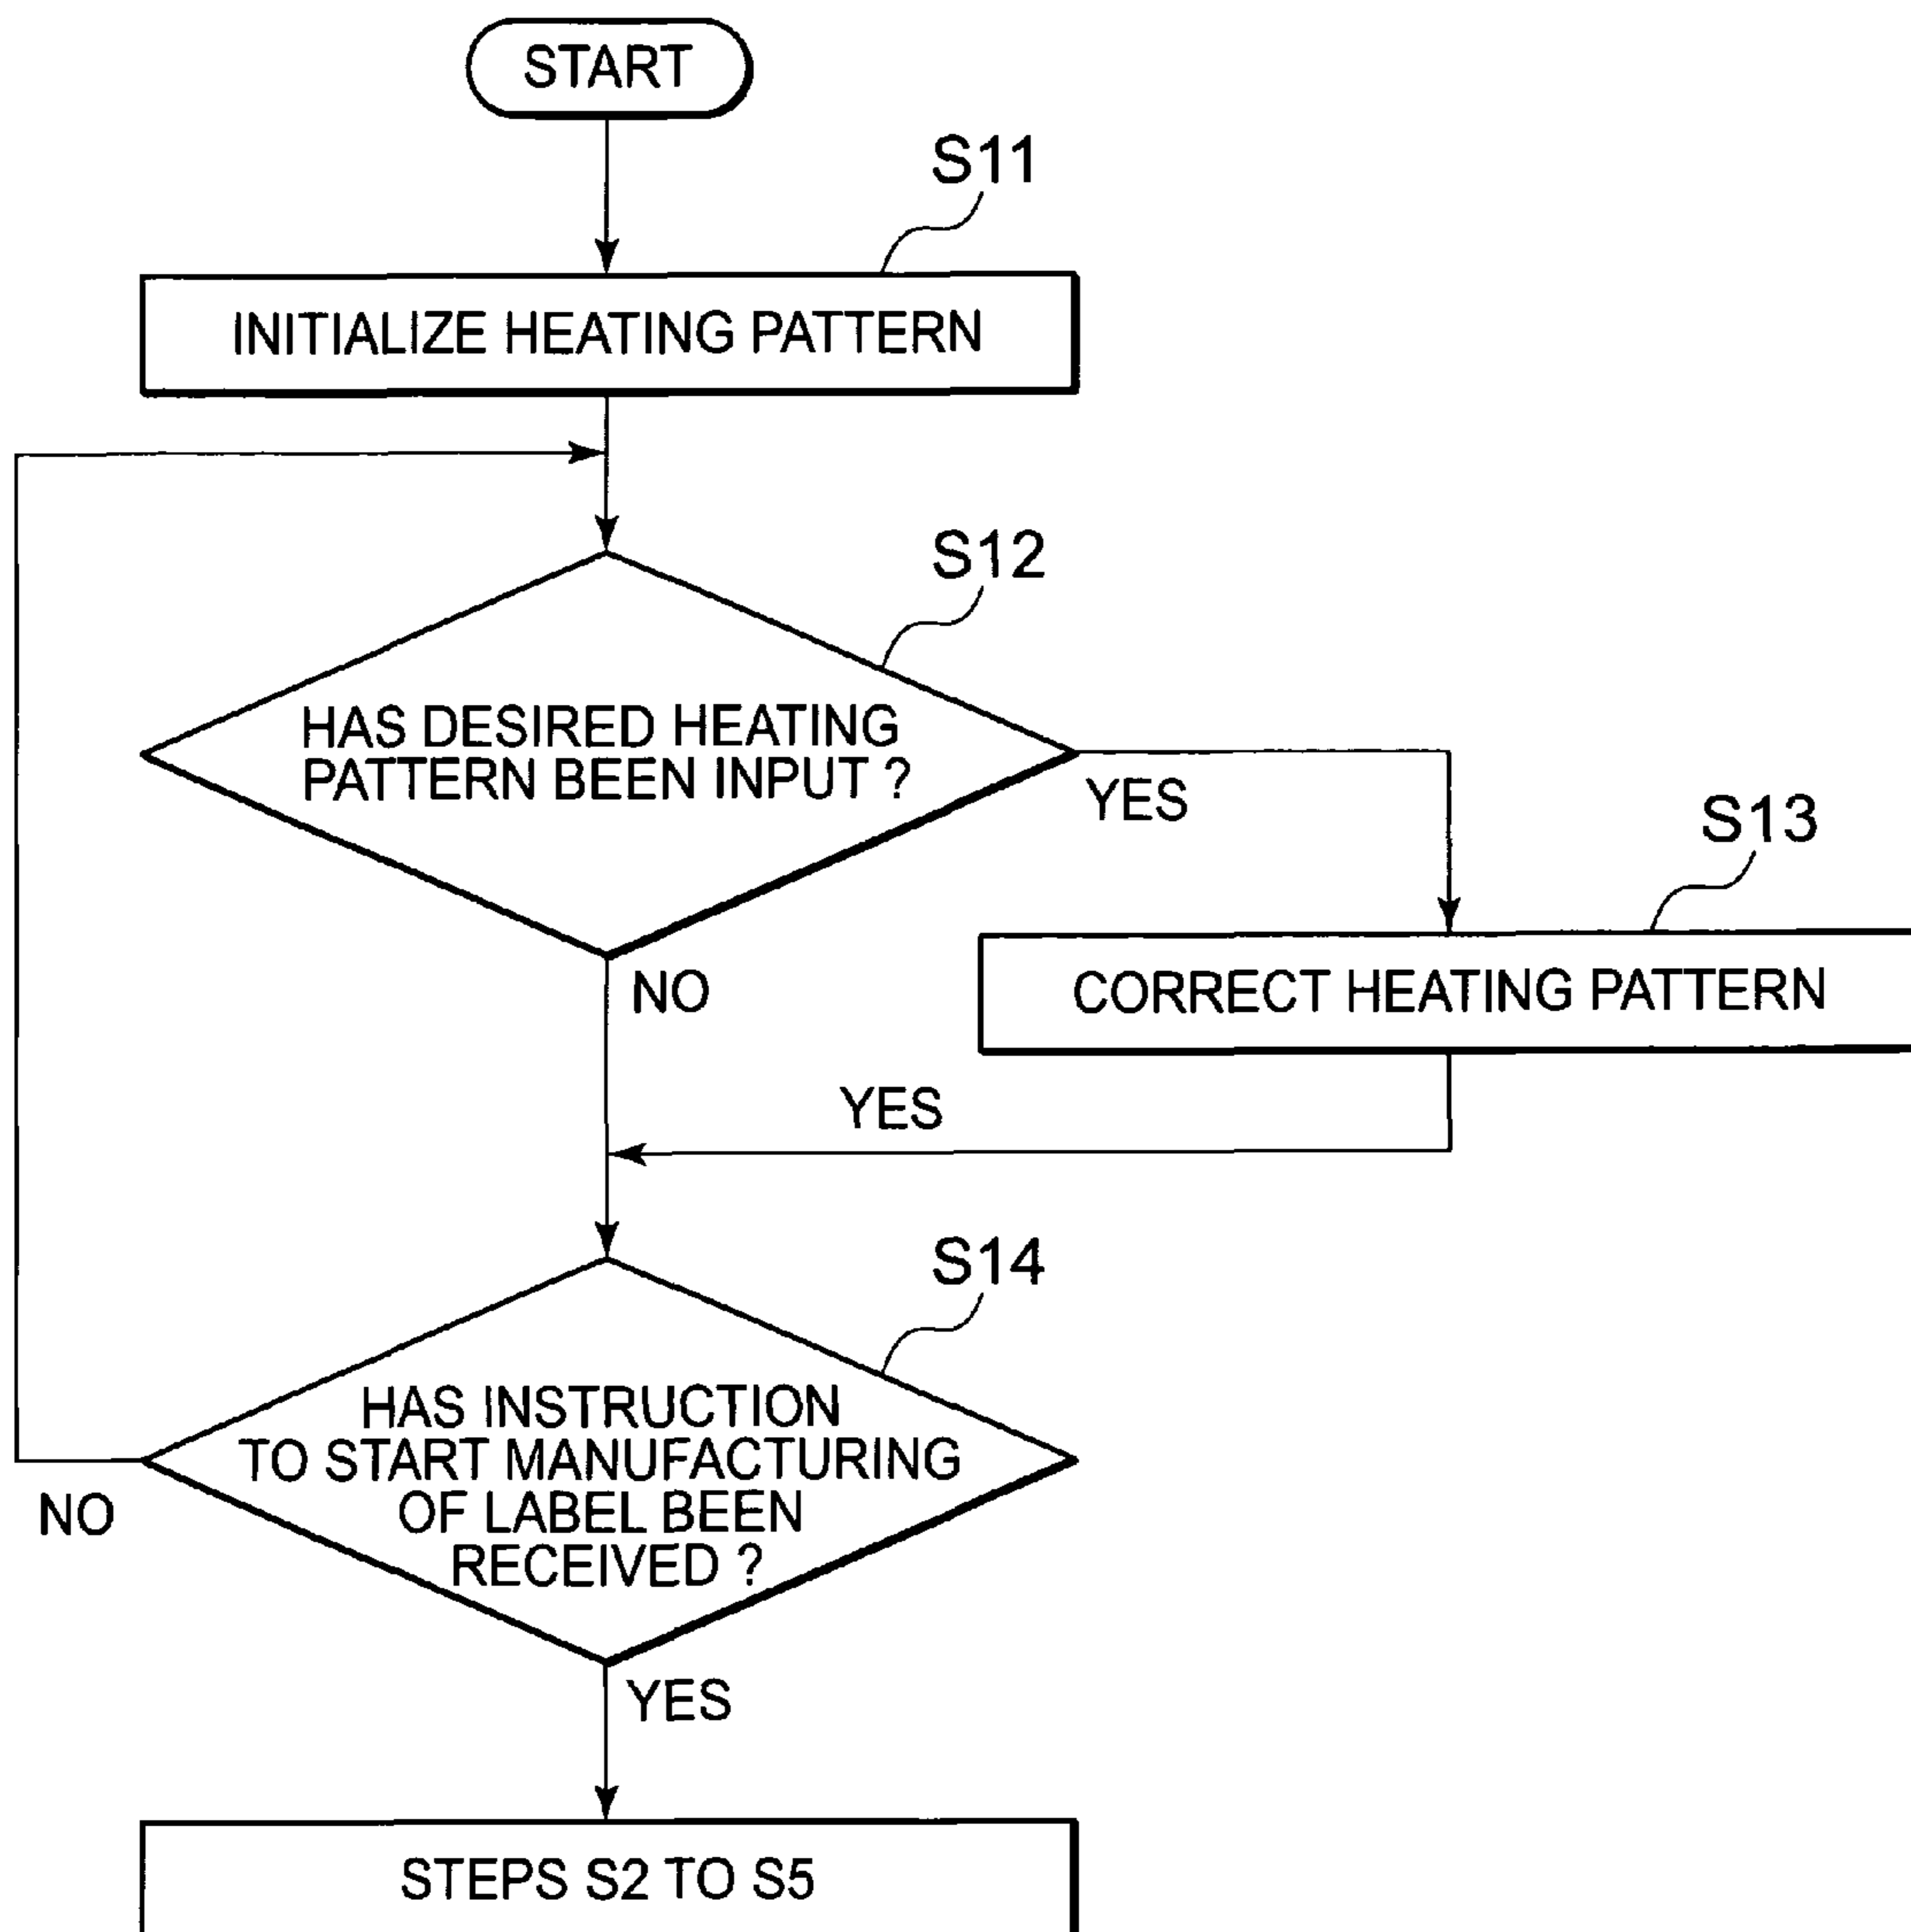 START
S11
INITIALIZE HEATING PATTERN
S12
HAS DESIRED HEATING
PATTERN BEEN INPUT ?
YES
S13
NO
CORRECT HEATING PATTERN
YES
S14
HAS INSTRUCTION
TO START MANUFACTURING
OF LABEL BEEN
RECEIVED ?
NO
YES
STEPS S2 TO S5